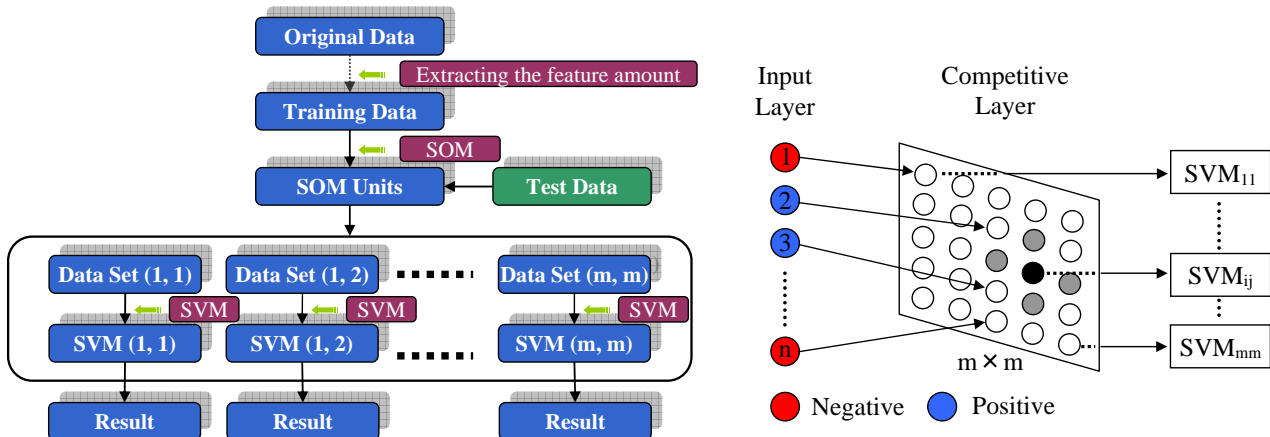 Original Data
Extracting the feature amount
Training Data
SOM
SOM Units
Test Data
Data Set (1, 1)
Data Set (1, 2)
Data Set (m, m)
SVM
SVM
SVM
SVM (1, 1)
SVM (1, 2)
SVM (m, m)
Result
Result
Result
Input
Layer
Competitive
Layer
1
2
3
n
SVM11
SVMij
SVMmm
m × m
Negative
Positive